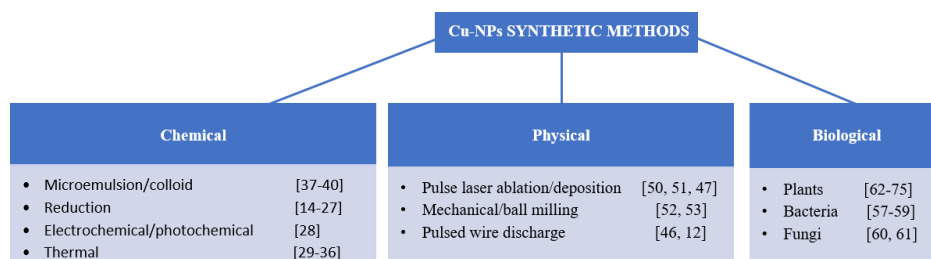 Cu-NPs SYNTHETIC METHODS
Chemical
• Microemulsion/colloid [37-40]
• Reduction [14-27]
• Electrochemical/photochemical [28]
• Thermal [29-36]
Physical
• Pulse laser ablation/deposition [50, 51, 47]
• Mechanical/ball milling [52, 53]
• Pulsed wire discharge [46, 12]
Biological
• Plants [62-75]
• Bacteria [57-59]
• Fungi [60, 61]